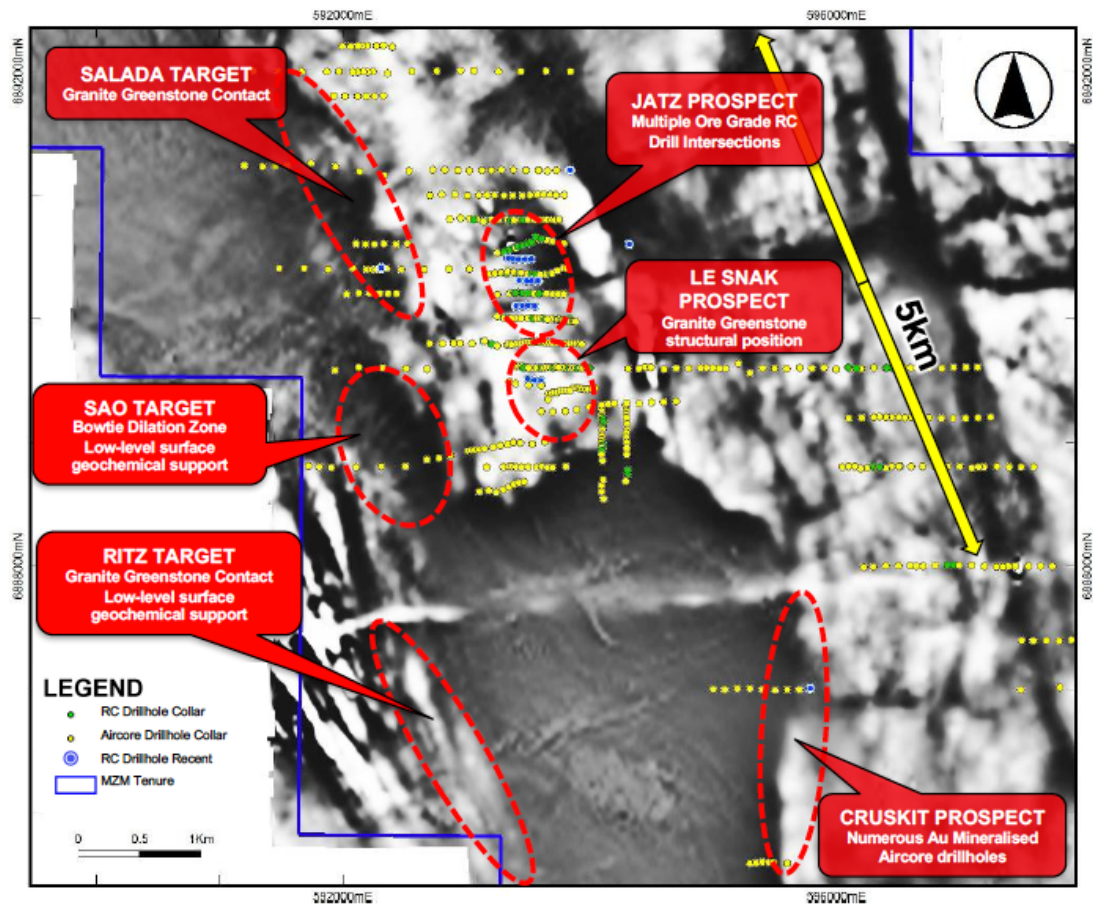 592000mE
596000mE
6892000mN
6892000mN
SALADA TARGET
Granite Greenstone Contact
JATZ PROSPECT
Multiple Ore Grade RC
Drill Intersections
LE SNAK
PROSPECT
Granite Greenstone
structural position
5km
SAO TARGET
Bowtie Dilation Zone
Low-level surface
geochemical support
RITZ TARGET
Granite Greenstone Contact
Low-level surface
geochemical support
6888000mN
6888000mN
LEGEND
RC Drillhole Collar
Aircore Drillhole Collar
RC Drillhole Recent
MZM Tenure
0 0.5 1Km
CRUSKIT PROSPECT
Numerous Au Mineralised
Aircore drillholes
592000mE
596000mE